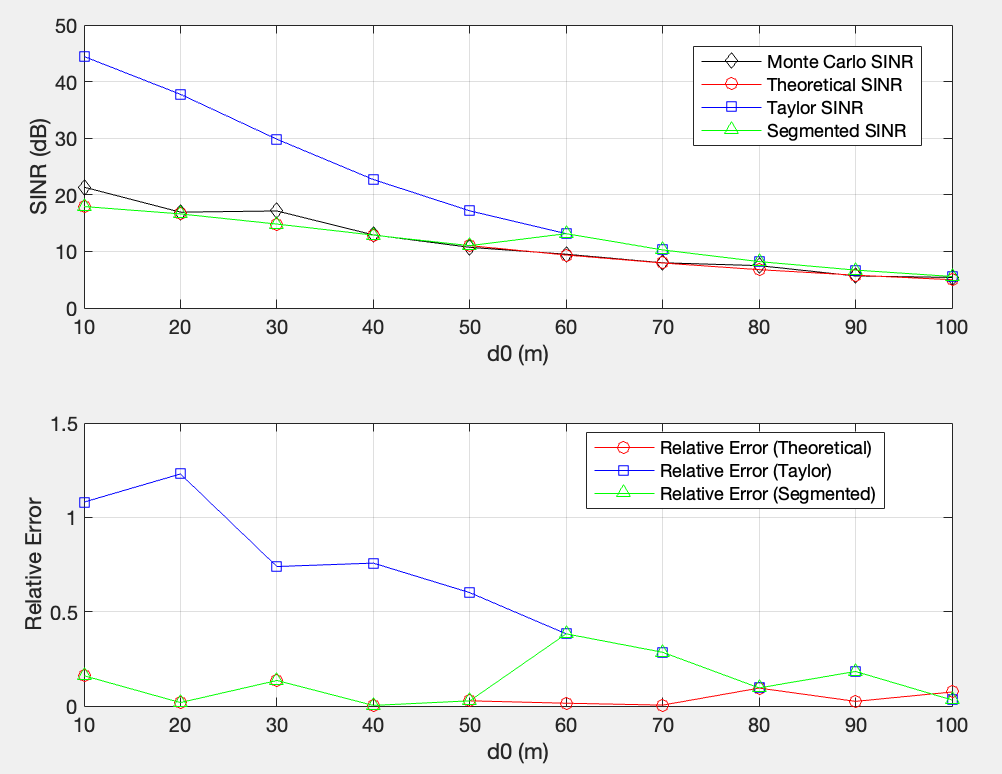 50
40
30
20
10
0
SINR (dB)
Monte Carlo SINR
Theoretical SINR
Taylor SINR
Segmented SINR
10 20 30 40 50 60 70 80 90 100
d0 (m)
1.5
1
0.5
0
Relative Error
Relative Error (Theoretical)
Relative Error (Taylor)
Relative Error (Segmented)
10 20 30 40 50 60 70 80 90 100
d0 (m)